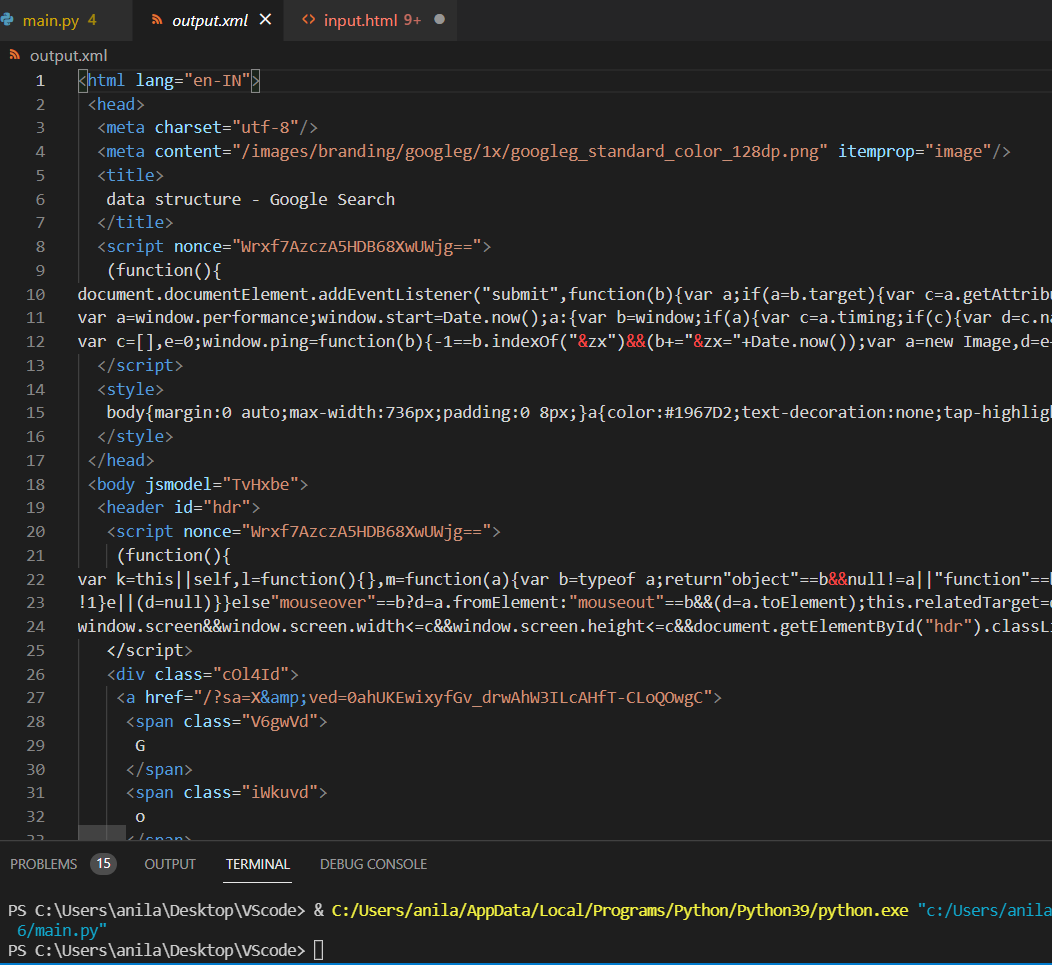 main.py 4 output.xml input.html 9+
output.xml
1 <html lang="en-IN">
2 <head>
3 <meta charset="utf-8"/>
4 <meta content="/images/branding/googleg/1x/googleg_standard_color_128dp.png" itemprop="image"/>
5 <title>
6 data structure - Google Search
7 </title>
8 <script nonce="Wrxf7AzczA5HDB68XwUWjg==">
9 (function(){
10 document.documentElement.addEventListener("submit",function(b){var a;if(a=b.target){var c=a.getAttribu
11 var a=window.performance;window.start=Date.now();a:{var b=window;if(a){var c=a.timing;if(c){var d=c.na
12 var c=[],e=0;window.ping=function(b){-1==b.indexOf("&zx")&&(b+="&zx="+Date.now());var a=new Image,d=e
13 </script>
14 <style>
15 body{margin:0 auto;max-width:736px;padding:0 8px;}a{color:#1967D2;text-decoration:none;tap-highligh
16 </style>
17 </head>
18 <body jsmodel="TvHxbe">
19 <header id="hdr">
20 <script nonce="Wrxf7AzczA5HDB68XwUWjg==">
21 (function(){
22 var k=this||self,l=function(){},m=function(a){var b=typeof a;return"object"==b&&null!=a||"function"==b
23 !1}e||(d=null)}}else"mouseover"==b?d=a.fromElement:"mouseout"==b&&(d=a.toElement);this.relatedTarget=
24 window.screen&&window.screen.width<=c&&window.screen.height<=c&&document.getElementById("hdr").classLi
25 </script>
26 <div class="cOl4Id">
27 <a href="/?sa=X&amp;ved=0ahUKEwixyfGv_drwAhW3ILcAHfT-CLoQOwgC">
28 <span class="V6gwVd">
29 G
30 </span>
31 <span class="iWkuvd">
32 o
33 </span>
PROBLEMS 15 OUTPUT TERMINAL DEBUG CONSOLE
PS C:\Users\anila\Desktop\VScode> & C:/Users/anila/AppData/Local/Programs/Python/Python39/python.exe "c:/Users/anila
6/main.py"
PS C:\Users\anila\Desktop\VScode>